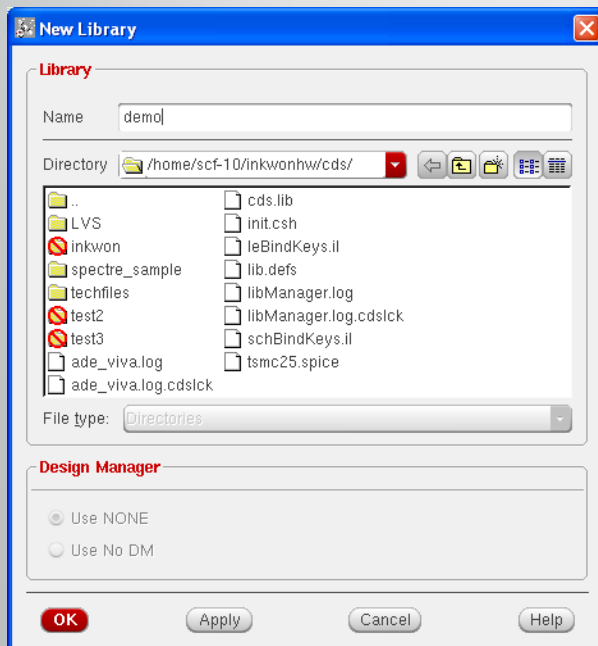 New Library
Library
Name demo
Directory /home/scf-10/inkwonhw/cds/
.. cds.lib
LVS init.csh
inkwon leBindKeys.il
spectre_sample lib.defs
techfiles libManager.log
test2 libManager.log.cdslck
test3 schBindKeys.il
ade_viva.log tsmc25.spice
ade_viva.log.cdslck
File type: Directories
Design Manager
Use NONE
Use No DM
OK Apply Cancel Help